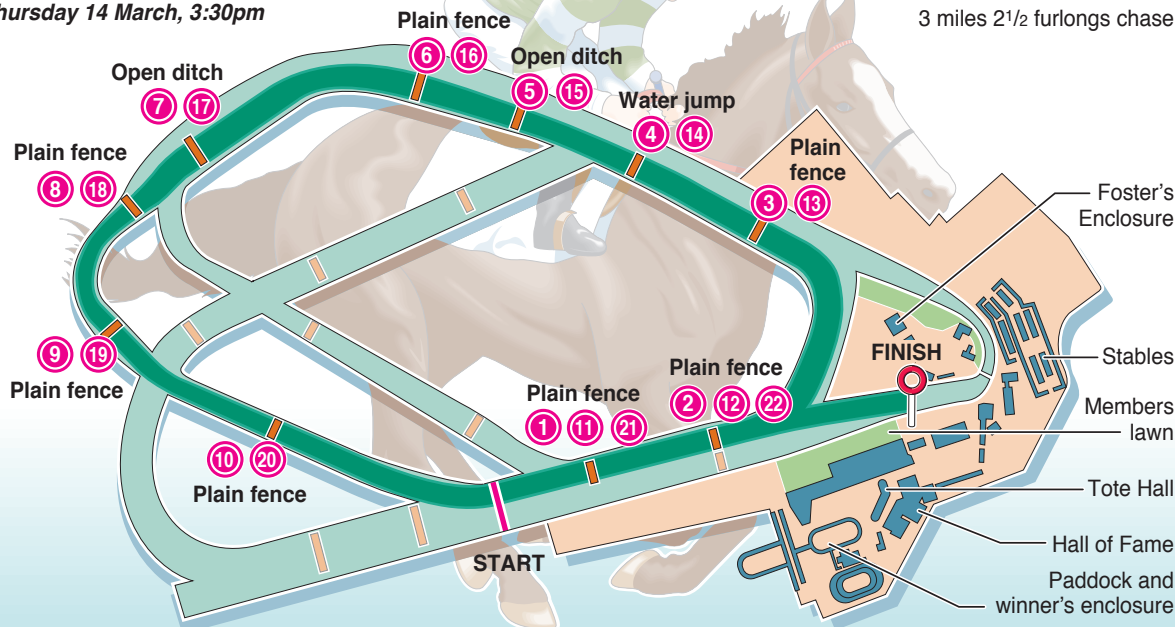 hursday 14 March, 3:30pm
3 miles 2 1/2 furlongs chase
Plain fence
6 16
Open ditch
5 15
Open ditch
7 17
Water jump
4 14
Plain fence
8 18
Plain
fence
3 13
Foster's
Enclosure
9 19
Plain fence
FINISH
Stables
Plain fence
2 12 22
Plain fence
1 11 21
Members
lawn
10 20
Plain fence
Tote Hall
START
Hall of Fame
Paddock and
winner's enclosure